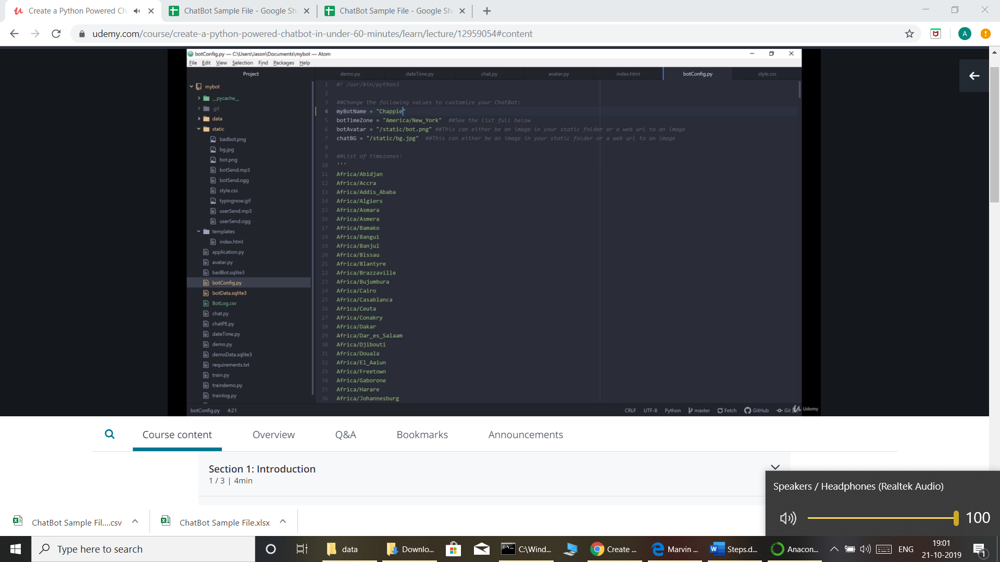 Create a Python Powered Ch
ChatBot Sample File - Google She
ChatBot Sample File - Google She
udemy.com/course/create-a-python-powered-chatbot-in-under-60-minutes/learn/lecture/12959054#content
A
botConfig.py — C:\Users\Jason\Documents\mybot — Atom
File Edit View Selection Find Packages Help
Project
demo.py dateTime.py chat.py avatar.py index.html botConfig.py style.css
mybot
__pycache__
.git
data
static
badbot.png
bg.jpg
bot.png
botSend.mp3
botSend.ogg
style.css
typingnow.gif
userSend.mp3
userSend.ogg
templates
index.html
application.py
avatar.py
badBot.sqlite3
botConfig.py
botData.sqlite3
BotLog.csv
chat.py
chatPE.py
dateTime.py
demo.py
demoData.sqlite3
requirements.txt
train.py
traindemo.py
trainlog.py
1 #! /usr/bin/python3
2
3 ##Change the following values to customize your ChatBot:
4 myBotName = "Chappie"
5 botTimeZone = "America/New_York" ##See the list full below
6 botAvatar = "/static/bot.png" ##This can either be an image in your static folder or a web url to an image
7 chatBG = "/static/bg.jpg" ##This can either be an image in your static folder or a web url to an image
8
9 ##List of timezones:
10 '''
11 Africa/Abidjan
12 Africa/Accra
13 Africa/Addis_Ababa
14 Africa/Algiers
15 Africa/Asmara
16 Africa/Asmera
17 Africa/Bamako
18 Africa/Bangui
19 Africa/Banjul
20 Africa/Bissau
21 Africa/Blantyre
22 Africa/Brazzaville
23 Africa/Bujumbura
24 Africa/Cairo
25 Africa/Casablanca
26 Africa/Ceuta
27 Africa/Conakry
28 Africa/Dakar
29 Africa/Dar_es_Salaam
30 Africa/Djibouti
31 Africa/Douala
32 Africa/El_Aaiun
33 Africa/Freetown
34 Africa/Gaborone
35 Africa/Harare
36 Africa/Johannesburg
botConfig.py 4:21 CRLF UTF-8 Python master Fetch GitHub Git Udemy
Course content Overview Q&A Bookmarks Announcements
Section 1: Introduction
1 / 3 | 4min
Speakers / Headphones (Realtek Audio)
100
ChatBot Sample Fil....csv
ChatBot Sample File.xlsx
Type here to search
data
Downlo...
C:\Wind...
Create ...
Marvin ...
Steps.d...
Anacon...
ENG
19:01
21-10-2019
1